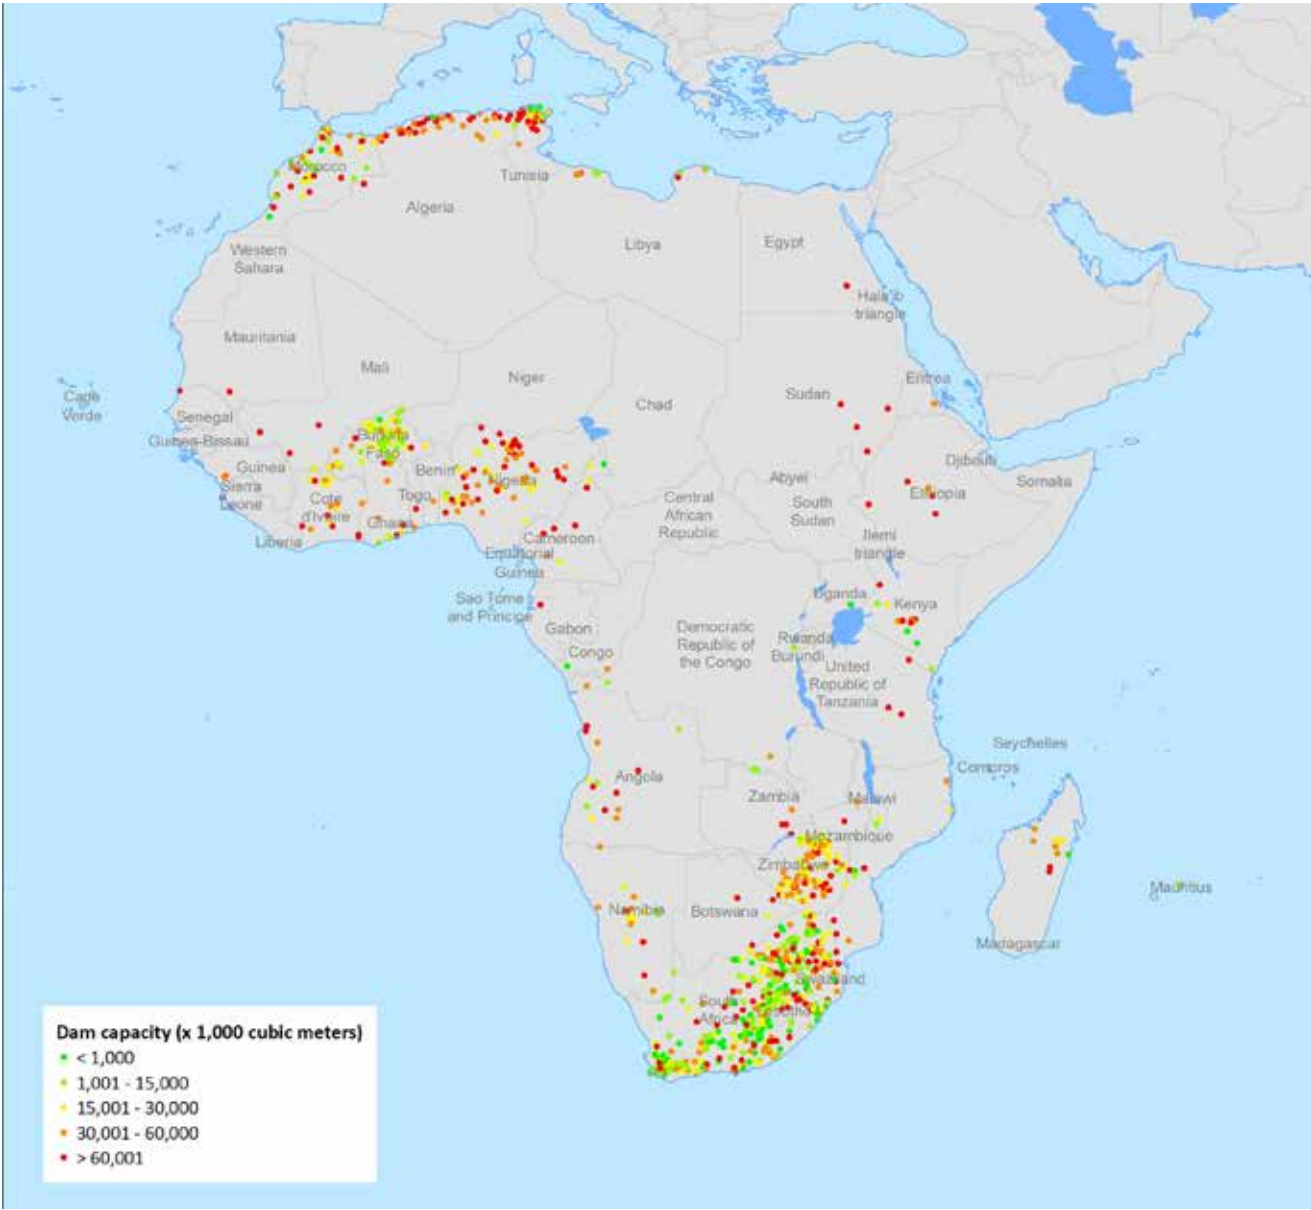 Morocco
Tunisia
Algeria
Libya
Egypt
Western
Sahara
Hala'ib
triangle
Mauritania
Mali
Niger
Chad
Sudan
Eritrea
Cape
Verde
Senegal
Guinea-Bissau
Burkina
Faso
Guinea
Benin
Nigeria
Djibouti
Somalia
Sierra
Leone
Cote
d'Ivoire
Togo
Ghana
Liberia
Abyei
South
Sudan
Ethiopia
Central
African
Republic
Cameroon
Ilemi
triangle
Equatorial
Guinea
Sao Tome
and Principe
Uganda
Kenya
Gabon
Congo
Democratic
Republic of
the Congo
Rwanda
Burundi
United
Republic of
Tanzania
Seychelles
Comoros
Angola
Zambia
Malawi
Mozambique
Zimbabwe
Mauritius
Namibia
Botswana
Madagascar
Swaziland
South
Africa
Lesotho
Dam capacity (x 1,000 cubic meters)
< 1,000
1,001 - 15,000
15,001 - 30,000
30,001 - 60,000
> 60,001